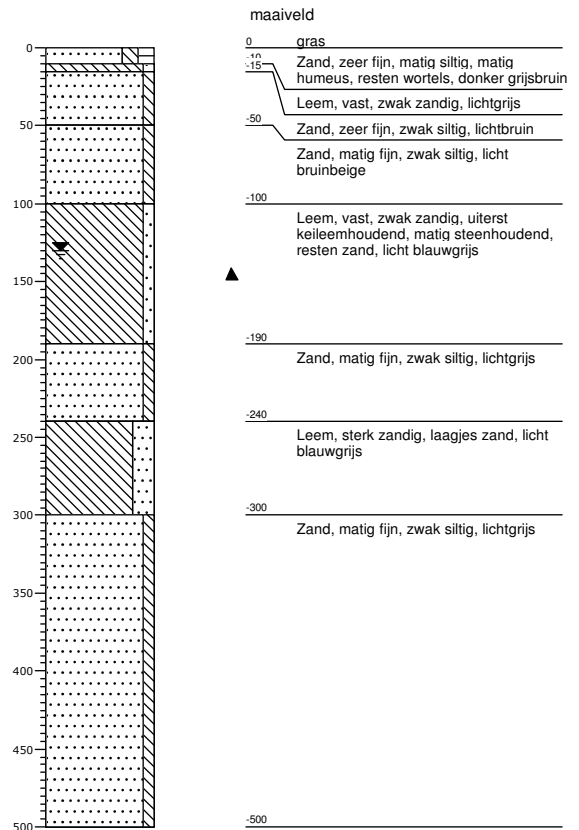 maaiveld
0
0
gras
-10
Zand, zeer fijn, matig siltig, matig
humeus, resten wortels, donker grijsbruin
-15
Leem, vast, zwak zandig, lichtgrijs
50
-50
Zand, zeer fijn, zwak siltig, lichtbruin
Zand, matig fijn, zwak siltig, licht
bruinbeige
100
-100
Leem, vast, zwak zandig, uiterst
keileemhoudend, matig steenhoudend,
resten zand, licht blauwgrijs
150
-190
Zand, matig fijn, zwak siltig, lichtgrijs
200
-240
Leem, sterk zandig, laagjes zand, licht
blauwgrijs
250
300
-300
Zand, matig fijn, zwak siltig, lichtgrijs
350
400
450
500
-500